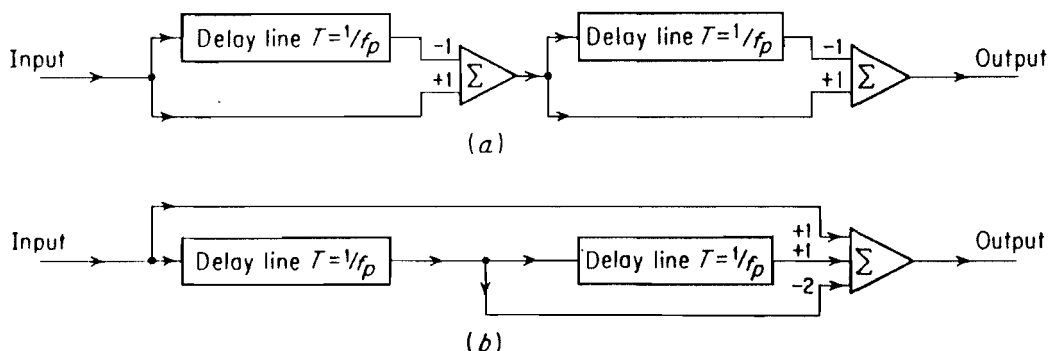 Input
Delay line T=1/fp
-1
+1
Σ
Delay line T=1/fp
-1
+1
Σ
Output
(a)
Input
Delay line T=1/fp
Delay line T=1/fp
+1
+1
-2
Σ
Output
(b)